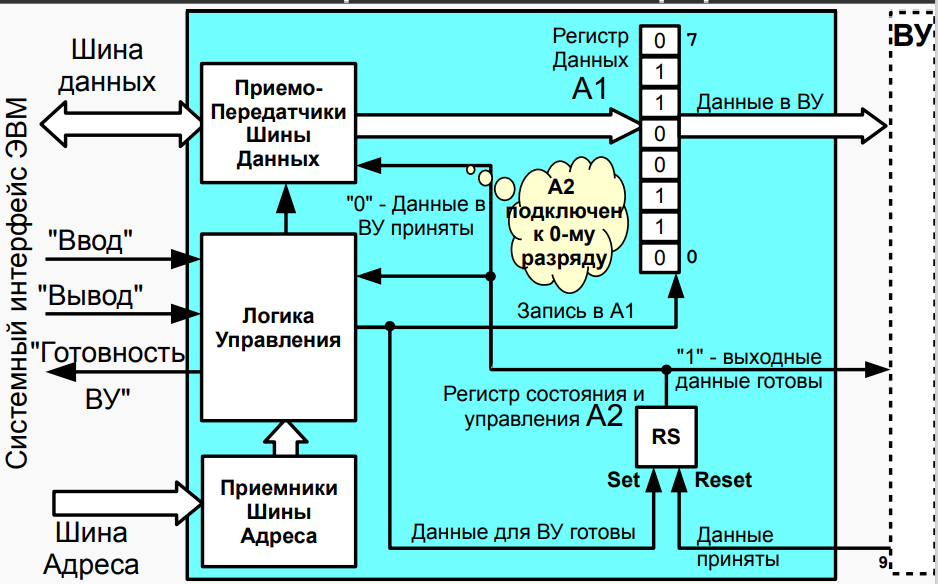 Системный интерфейс ЭВМ
Шина
данных
"Ввод"
"Вывод"
"Готовность
ВУ"
Шина
Адреса
Приемо-
Передатчики
Шины
Данных
Логика
Управления
Приемники
Шины
Адреса
"0" - Данные в
ВУ приняты
А2
подключен
к 0-му
разряду
Регистр
Данных
А1
0
1
1
0
0
1
1
0
7
0
Данные в ВУ
Запись в А1
"1" - выходные
данные готовы
Регистр состояния и
управления А2
RS
Set
Reset
Данные для ВУ готовы
Данные
приняты
ВУ
9